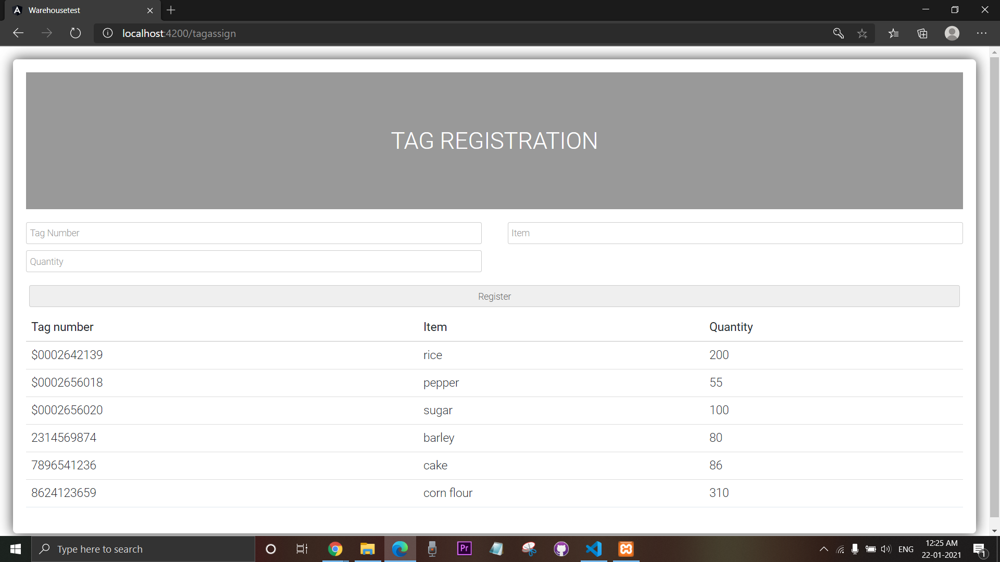 Warehousetest
localhost:4200/tagassign
TAG REGISTRATION
Tag Number
Item
Quantity
Register
Tag number Item Quantity
$0002642139 rice 200
$0002656018 pepper 55
$0002656020 sugar 100
2314569874 barley 80
7896541236 cake 86
8624123659 corn flour 310
Type here to search
Pr
ENG
12:25 AM
22-01-2021
1